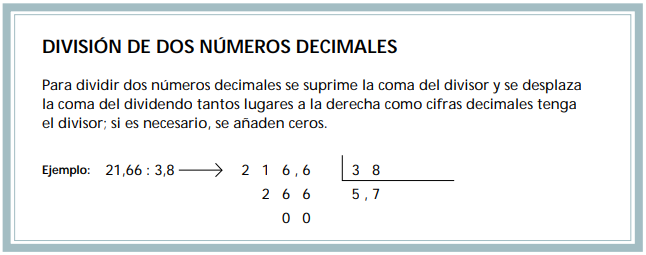 DIVISIÓN DE DOS NÚMEROS DECIMALES
Para dividir dos números decimales se suprime la coma del divisor y se desplaza
la coma del dividendo tantos lugares a la derecha como cifras decimales tenga
el divisor; si es necesario, se añaden ceros.
Ejemplo: 21,66 : 3,8 → 2 1 6,6 3 8
2 6 6 5,7
0 0